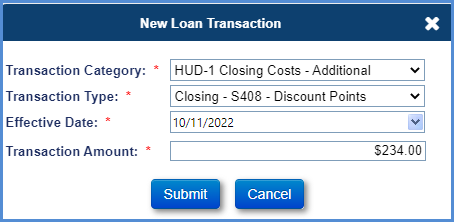 New Loan Transaction
Transaction Category: * HUD-1 Closing Costs - Additional
Transaction Type: * Closing - S408 - Discount Points
Effective Date: * 10/11/2022
Transaction Amount: * $234.00
Submit Cancel